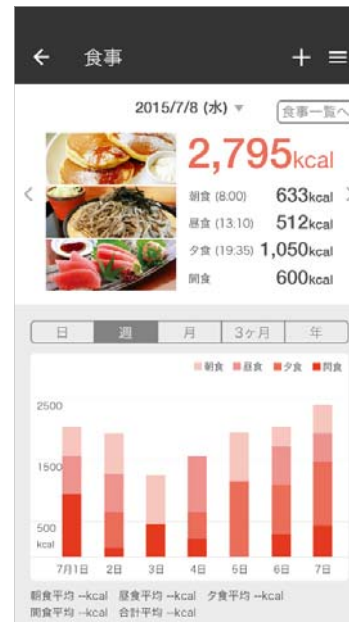 ← 食事 + ≡
2015/7/8 (水) ▼
食事一覧へ
2,795kcal
朝食 (8:00) 633kcal
昼食 (13:10) 512kcal
夕食 (19:35) 1,050kcal
間食 600kcal
日 週 月 3ヶ月 年
朝食 昼食 夕食 間食
2500
1500
500
kcal
7月1日 2日 3日 4日 5日 6日 7日
朝食平均 --kcal 昼食平均 --kcal 夕食平均 --kcal
間食平均 --kcal 合計平均 --kcal